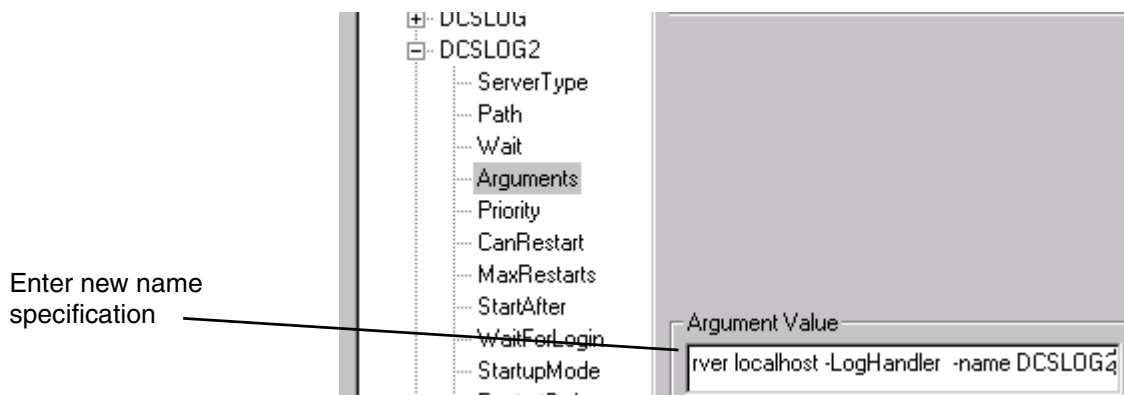 DCSLOG
DCSLOG2
ServerType
Path
Wait
Arguments
Priority
CanRestart
MaxRestarts
StartAfter
WaitForLogin
StartupMode
Enter new name
specification
Argument Value
rver localhost -LogHandler -name DCSLOG2